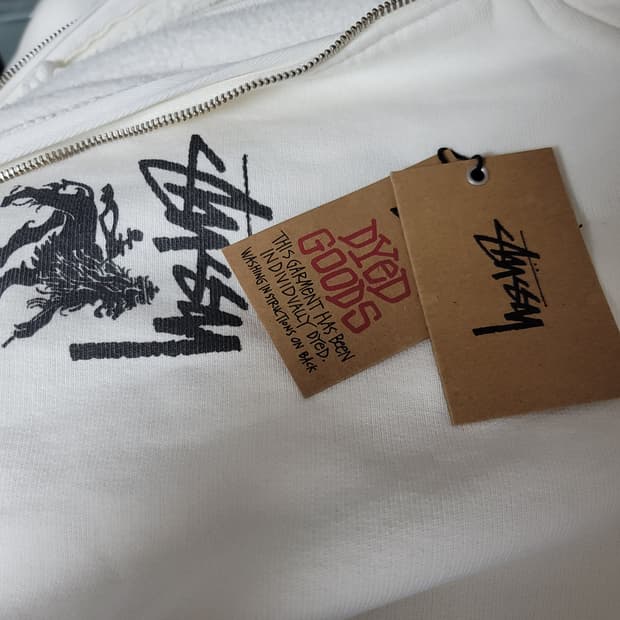 Stüssy
DYED
GOODS
THIS GARMENT HAS BEEN
INDIVIDUALLY DYED.
WASHING INSTRUCTIONS ON BACK
Stüssy